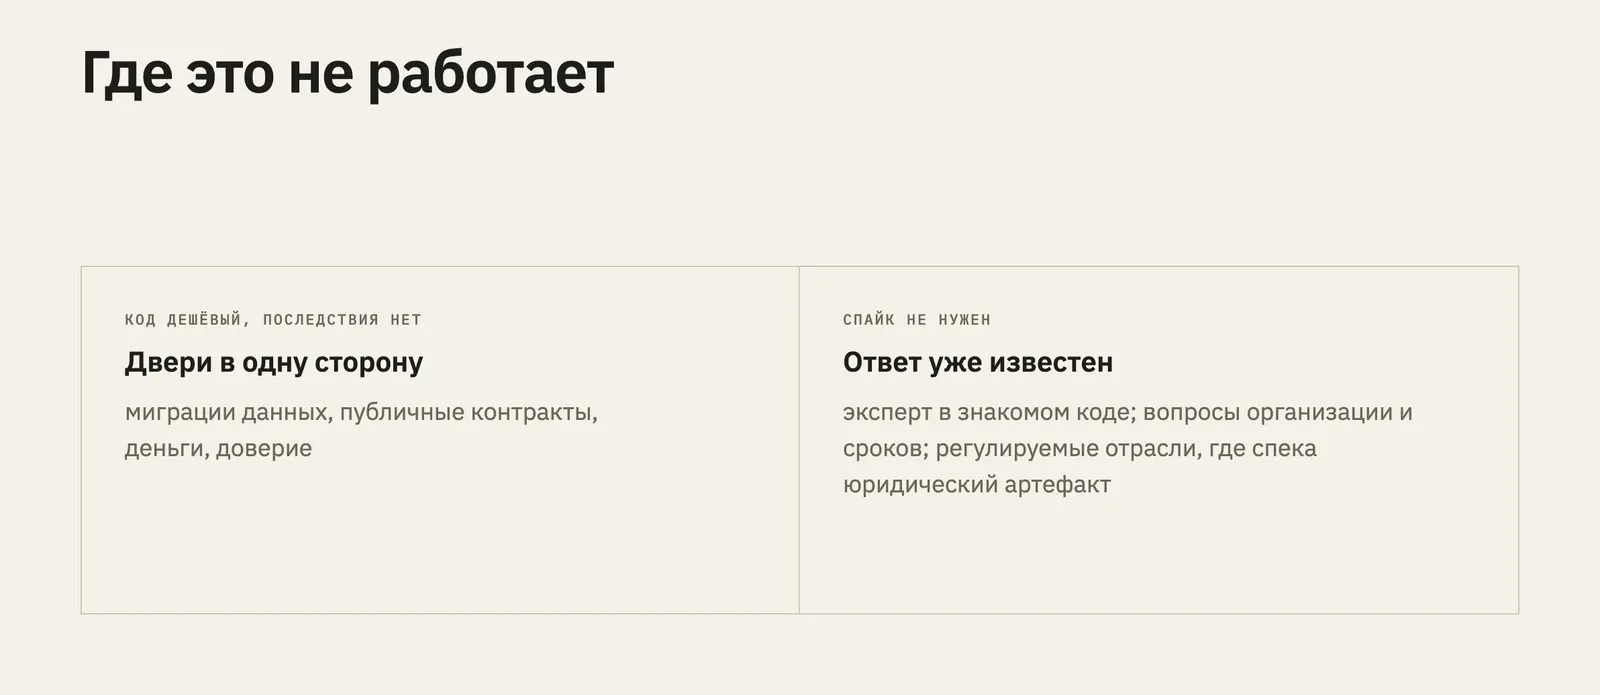 Где это не работает
КОД ДЕШЁВЫЙ, ПОСЛЕДСТВИЯ НЕТ
Двери в одну сторону
миграции данных, публичные контракты,
деньги, доверие
СПАЙК НЕ НУЖЕН
Ответ уже известен
эксперт в знакомом коде; вопросы организации и
сроков; регулируемые отрасли, где спека
юридический артефакт